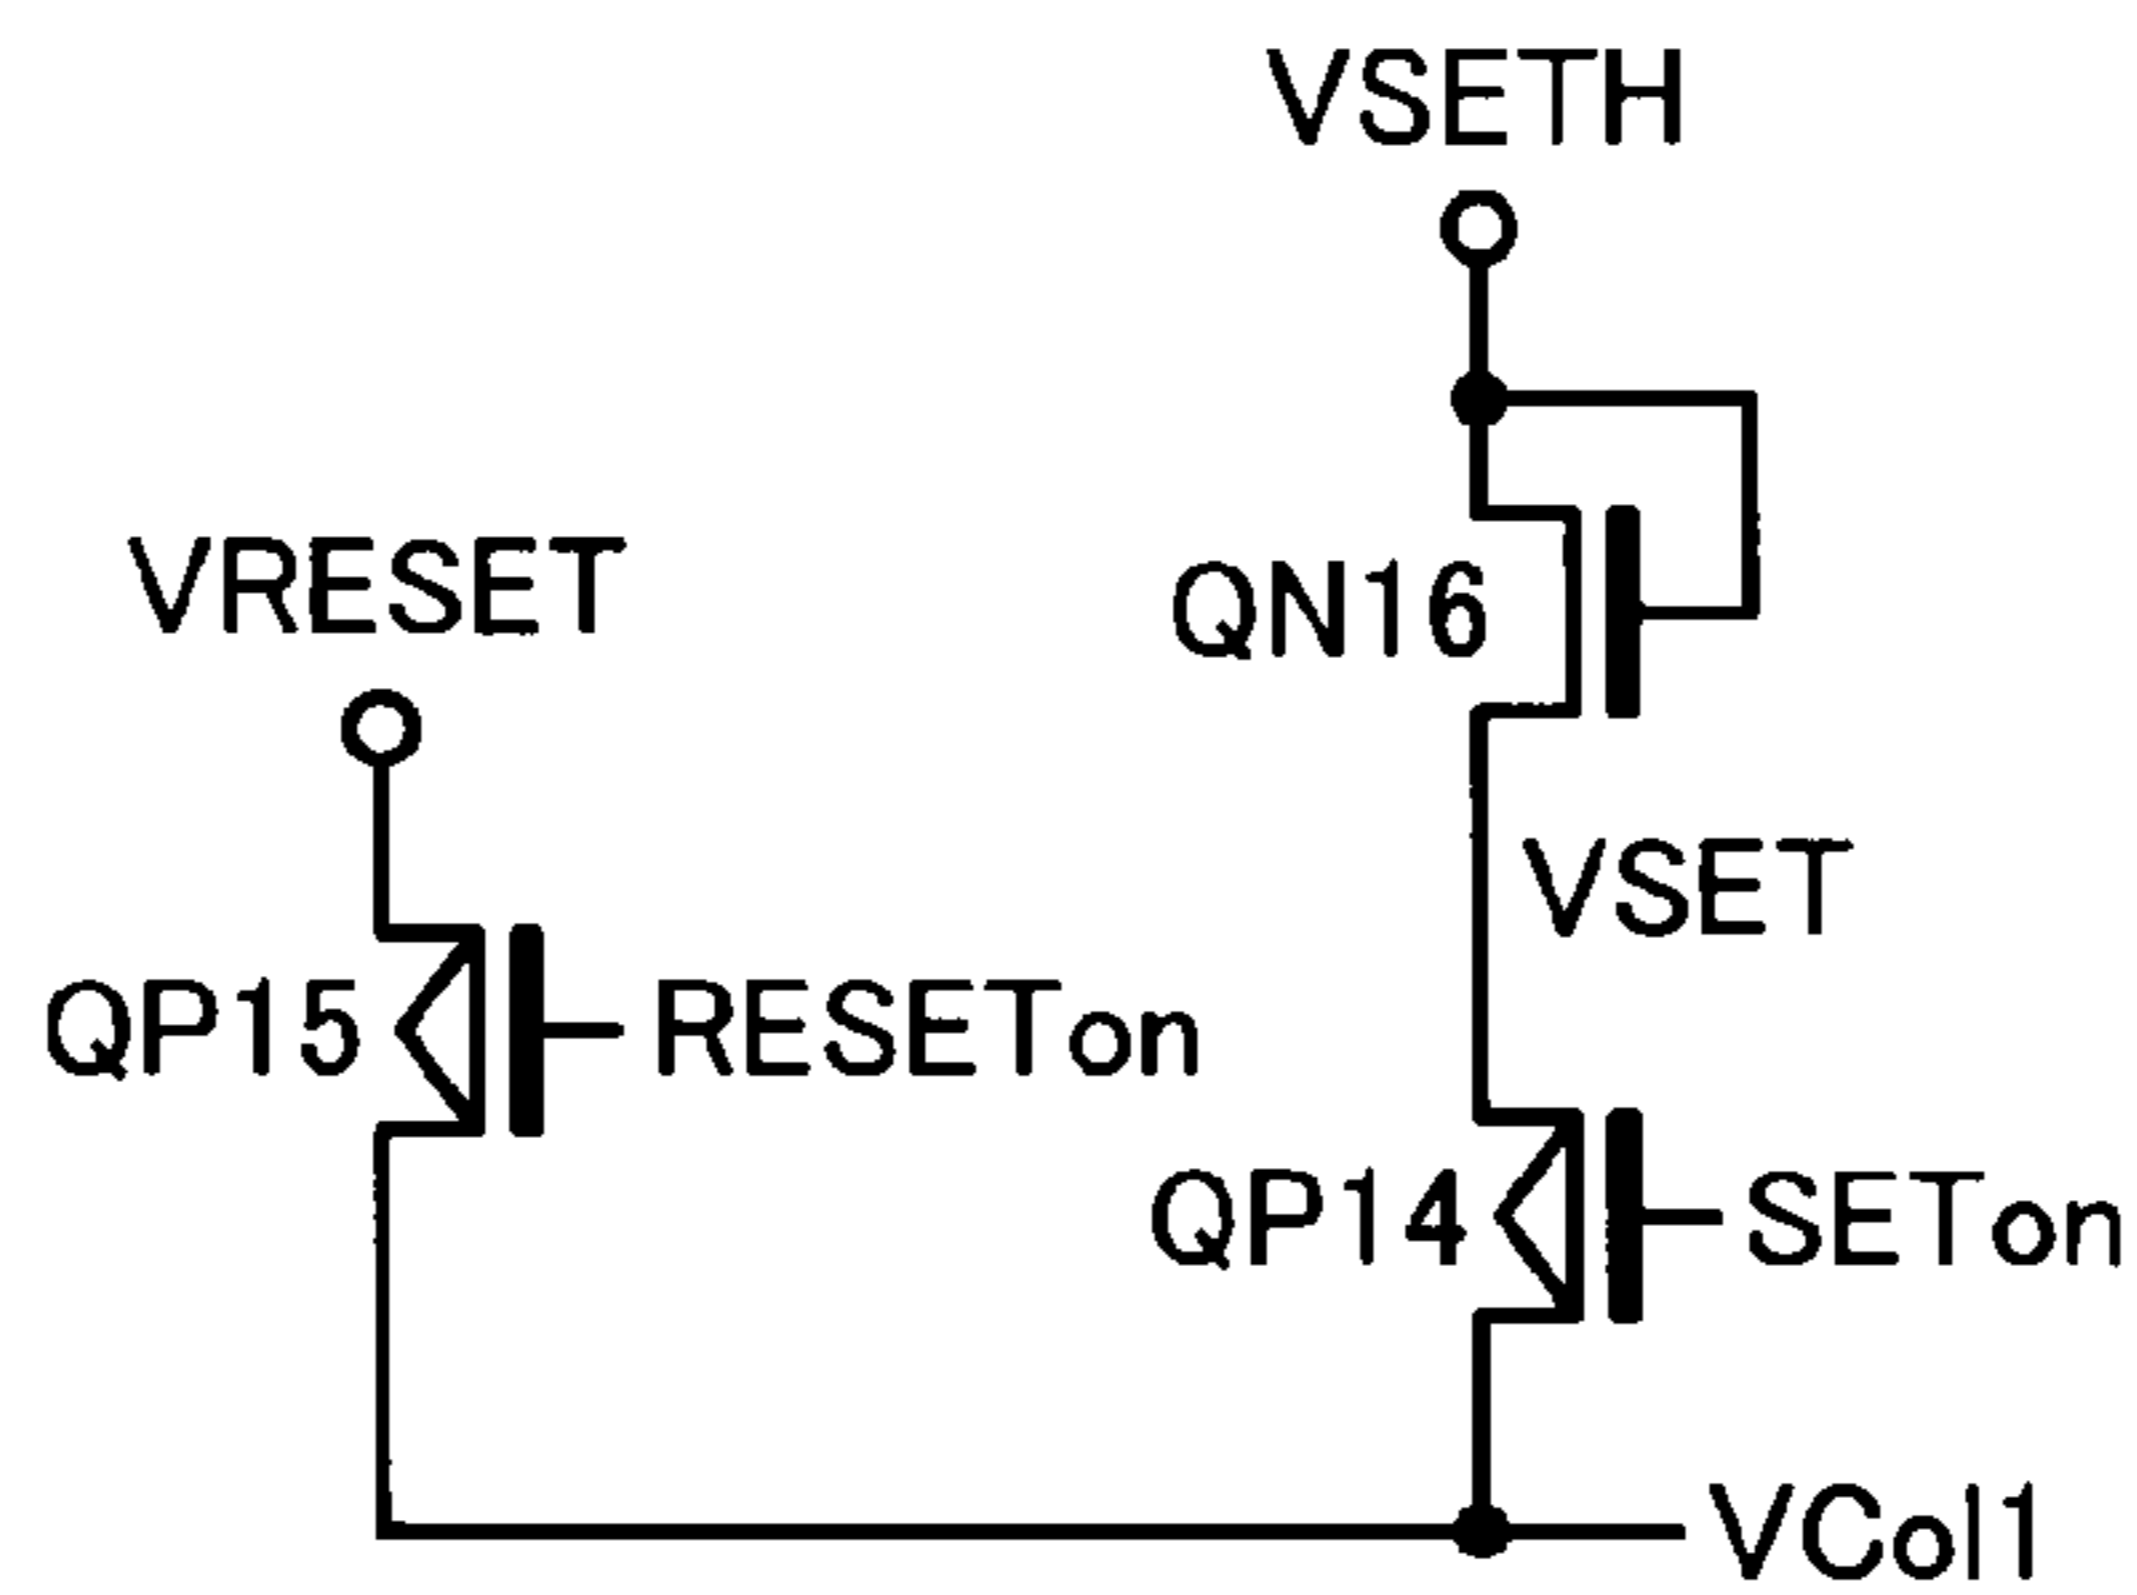 VSETH
VRESET
QN16
VSET
QP15
RESETon
QP14
SETon
VCol1